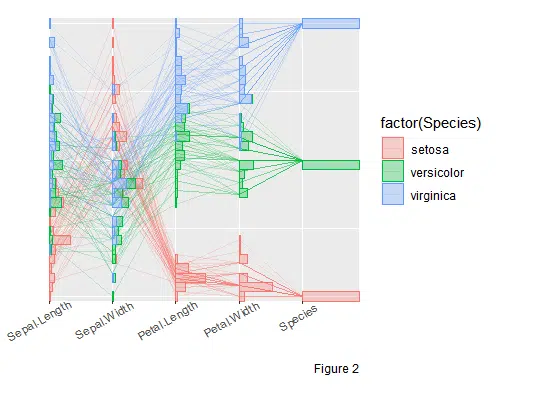 factor(Species)
setosa
versicolor
virginica
Sepal.Length
Sepal.Width
Petal.Length
Petal.Width
Species
Figure 2